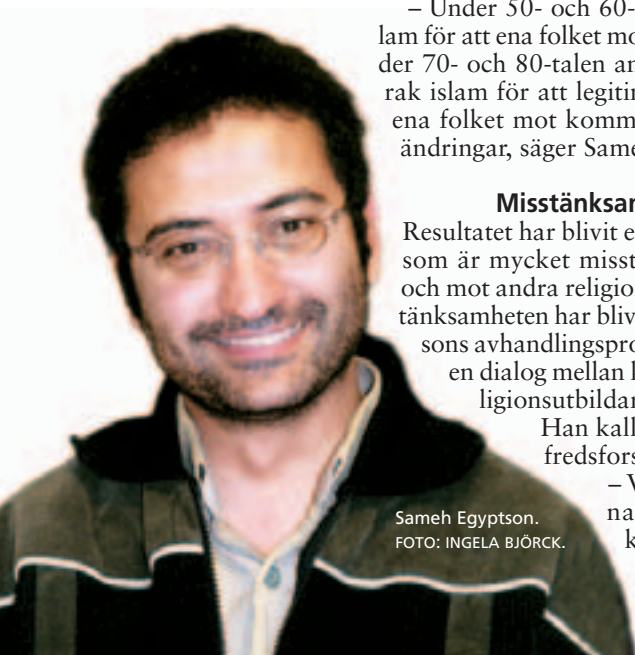 – Under 50- och 60-
lam för att ena folket mo
der 70- och 80-talen an
rak islam för att legitir
ena folket mot komm
ändringar, säger Same
Misstänksar
Resultatet har blivit e
som är mycket misst
och mot andra religio
tänksamheten har bliv
sons avhandlingspro
en dialog mellan
ligionsutbildar
Han kall
fredsfors
– V
na
k
Sameh Egyptson.
FOTO: INGELA BJÖRCK.